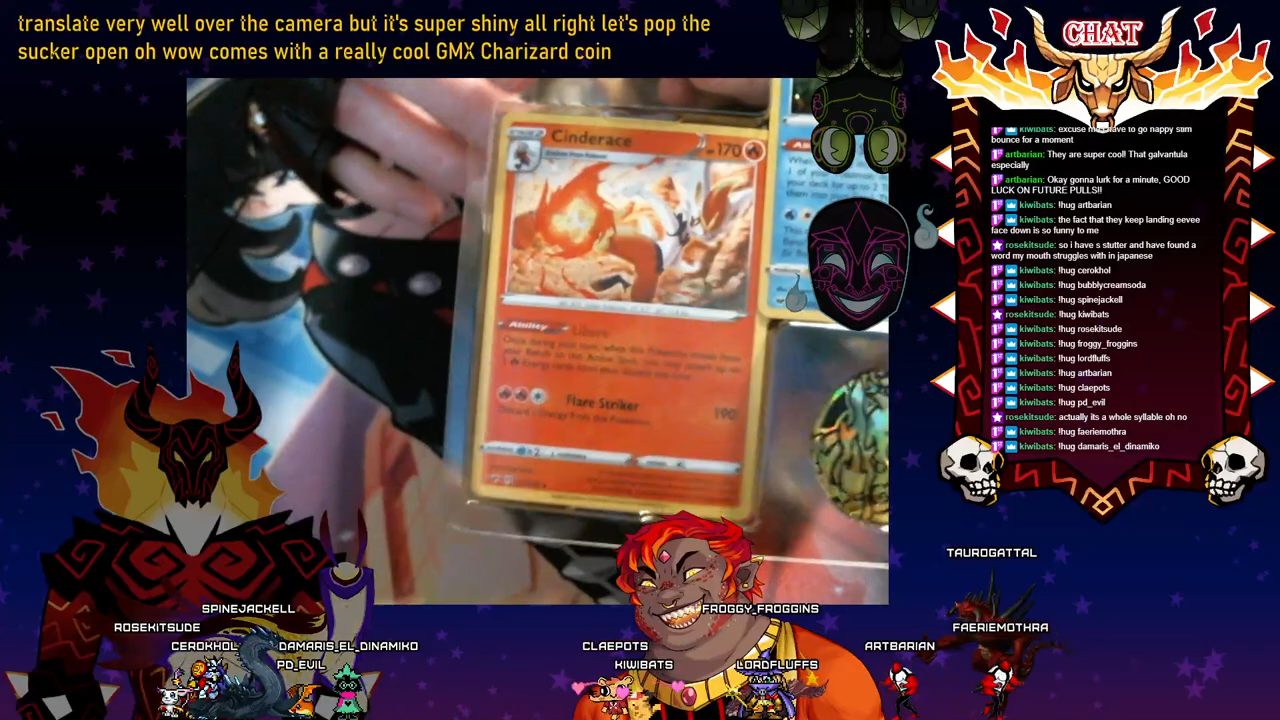 translate very well over the camera but it's super shiny all right let's pop the
sucker open oh wow comes with a really cool GMX Charizard coin
CHAT
kiwibats: excuse
to go nappy slim
bounce for a moment
artbarian: They are super cool! That galvantula
especially
artbarian: Okay gonna lurk for a minute, GOOD
LUCK ON FUTURE PULLS!!
kiwibats: !hug artbarian
kiwibats: the fact that they keep landing eevee
face down is so funny to me
rosekitsude: so i have s stutter and have found a
word my mouth struggles with in japanese
kiwibats: !hug cerokhol
kiwibats: !hug bubblycreamsoda
kiwibats: !hug spinejackell
rosekitsude: !hug kiwibats
kiwibats: !hug rosekitsude
kiwibats: !hug froggy_froggins
kiwibats: !hug lordfluffs
kiwibats: !hug artbarian
kiwibats: !hug claepots
kiwibats: !hug pd_evil
rosekitsude: actually its a whole syllable oh no
kiwibats: !hug faeriemothra
kiwibats: !hug damaris_el_dinamiko
Cinderace
170
Ability Libero
Flare Striker 190
×2
TAUROGATTAL
SPINEJACKELL
FROGGY_FROGGINS
ROSEKITSUDE
FAERIEMOTHRA
CEROKHOL
DAMARIS_EL_DINAMIKO
CLAEPOTS
ARTBARIAN
PD_EVIL
KIWIBATS
LORDFLUFFS